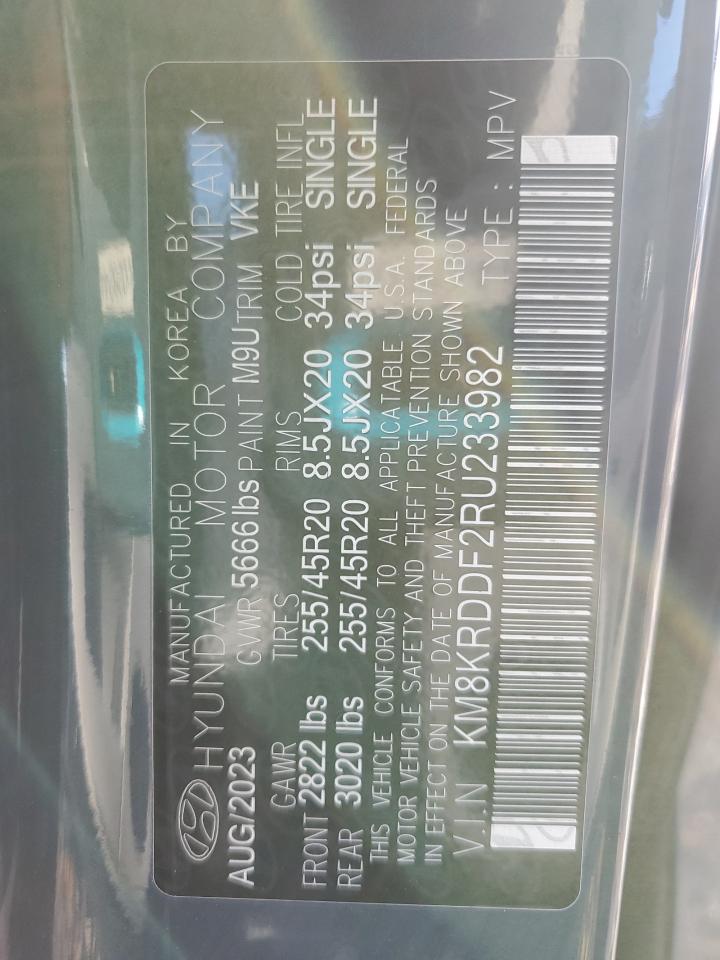 MANUFACTURED IN KOREA BY
HYUNDAI MOTOR COMPANY
AUG/2023 GVWR 5666 lbs PAINT M9U TRIM VKE
GAWR TIRES RIMS COLD TIRE INFL
FRONT 2822 lbs 255/45R20 8.5JX20 34psi SINGLE
REAR 3020 lbs 255/45R20 8.5JX20 34psi SINGLE
THIS VEHICLE CONFORMS TO ALL APPLICABLE U.S.A. FEDERAL
MOTOR VEHICLE SAFETY AND THEFT PREVENTION STANDARDS
IN EFFECT ON THE DATE OF MANUFACTURE SHOWN ABOVE
V.I.N KM8KRDDF2RU233982 TYPE : MPV